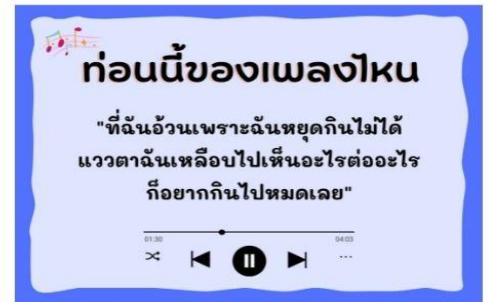 ท่อนนี้ของเพลงไหน
"ที่ฉันอ้วนเพราะฉันหยุดกินไม่ได้
แววตาฉันเหลือบไปเห็นอะไรต่ออะไร
ก็อยากกินไปหมดเลย"
01:30 04:03